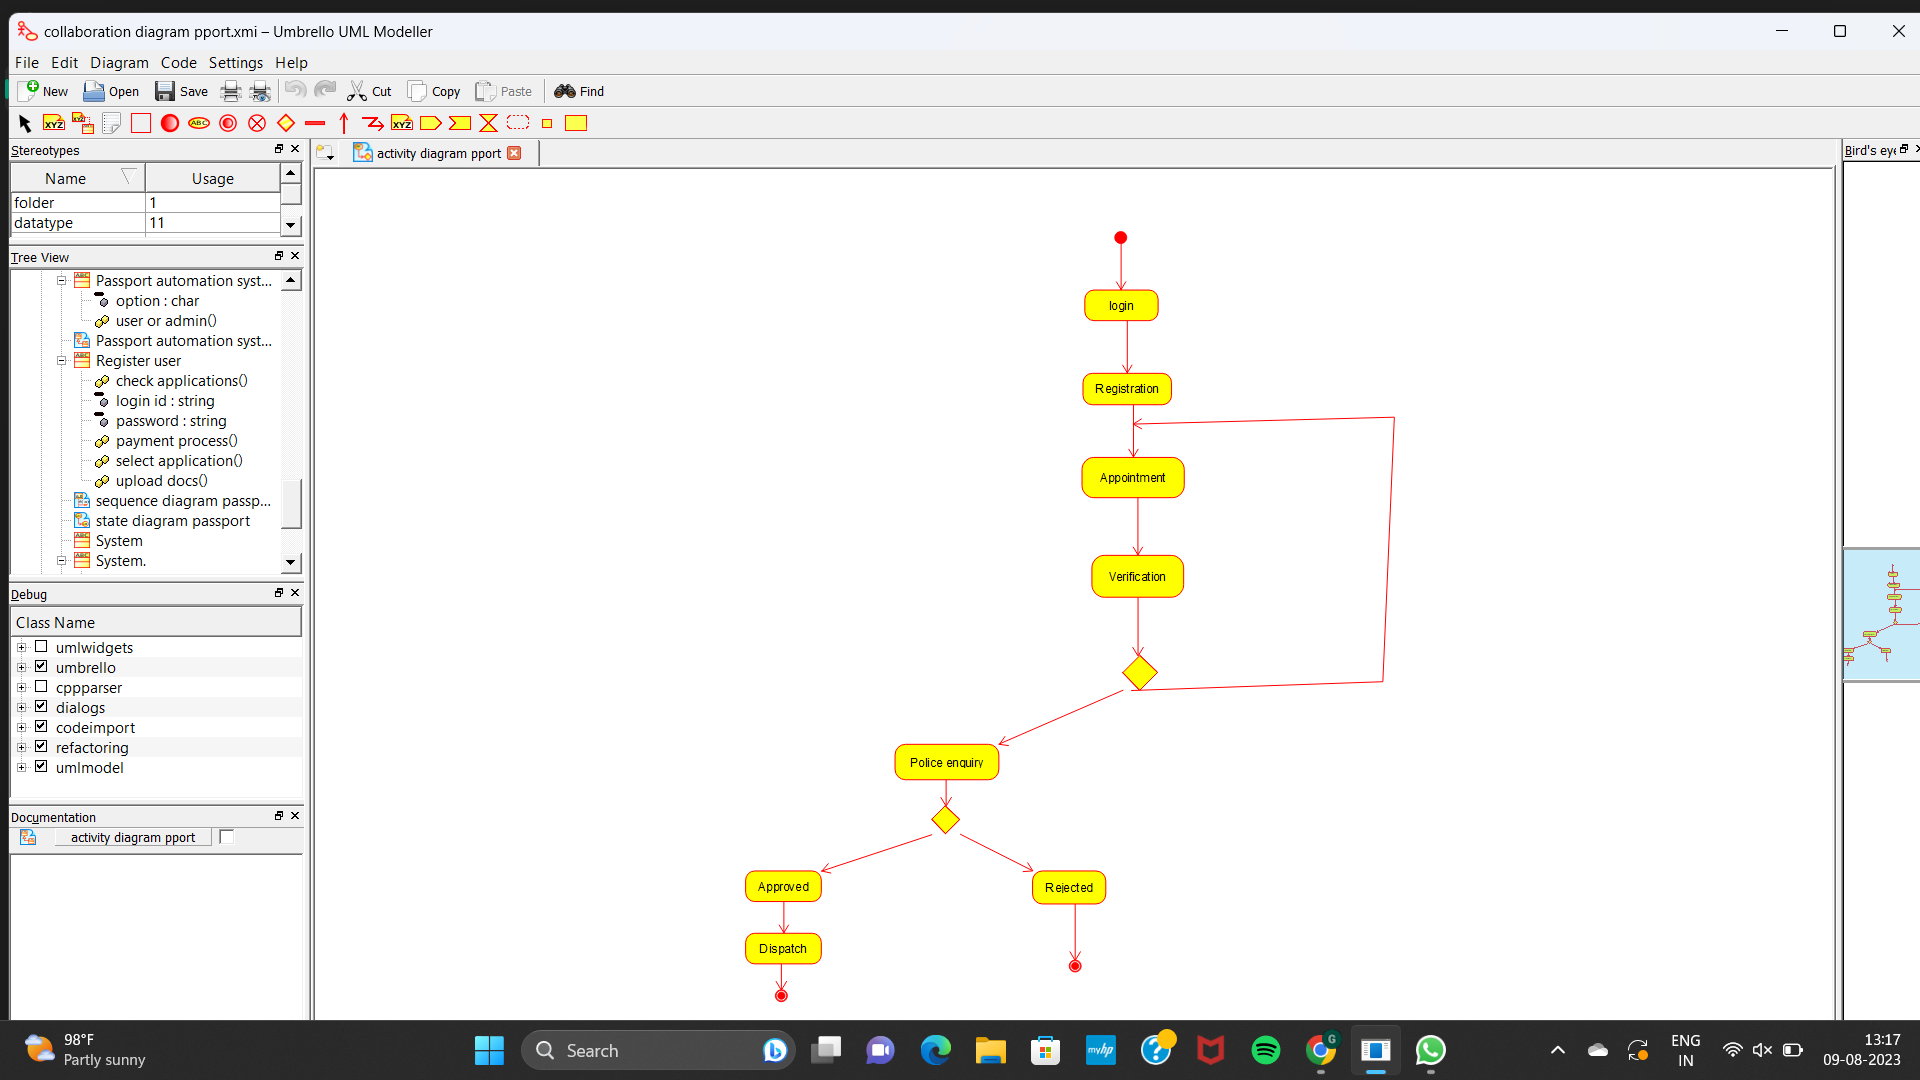 collaboration diagram pport.xmi – Umbrello UML Modeller
File Edit Diagram Code Settings Help
New Open Save Cut Copy Paste Find
XYZ ABC XYZ
Stereotypes
Name Usage
folder 1
datatype 11
Tree View
Passport automation syst...
option : char
user or admin()
Passport automation syst...
Register user
check applications()
login id : string
password : string
payment process()
select application()
upload docs()
sequence diagram passp...
state diagram passport
System
System.
Debug
Class Name
umlwidgets
umbrello
cppparser
dialogs
codeimport
refactoring
umlmodel
Documentation
activity diagram pport
activity diagram pport
login
Registration
Appointment
Verification
Police enquiry
Approved
Rejected
Dispatch
Bird's eye
98°F
Partly sunny
Search
myhp
G
ENG
IN
13:17
09-08-2023